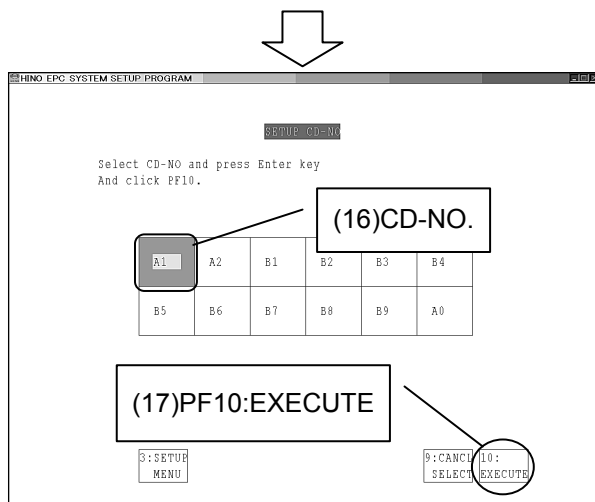 HINO EPC SYSTEM SETUP PROGRAM
SETUP CD-NO
Select CD-NO and press Enter key
And click PF10.
(16)CD-NO.
A1 A2 B1 B2 B3 B4
B5 B6 B7 B8 B9 A0
(17)PF10:EXECUTE
3:SETUP 9:CANCL 10:
MENU SELECT EXECUTE